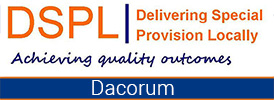 DSPL
Delivering Special
Provision Locally
Achieving quality outcomes
Dacorum